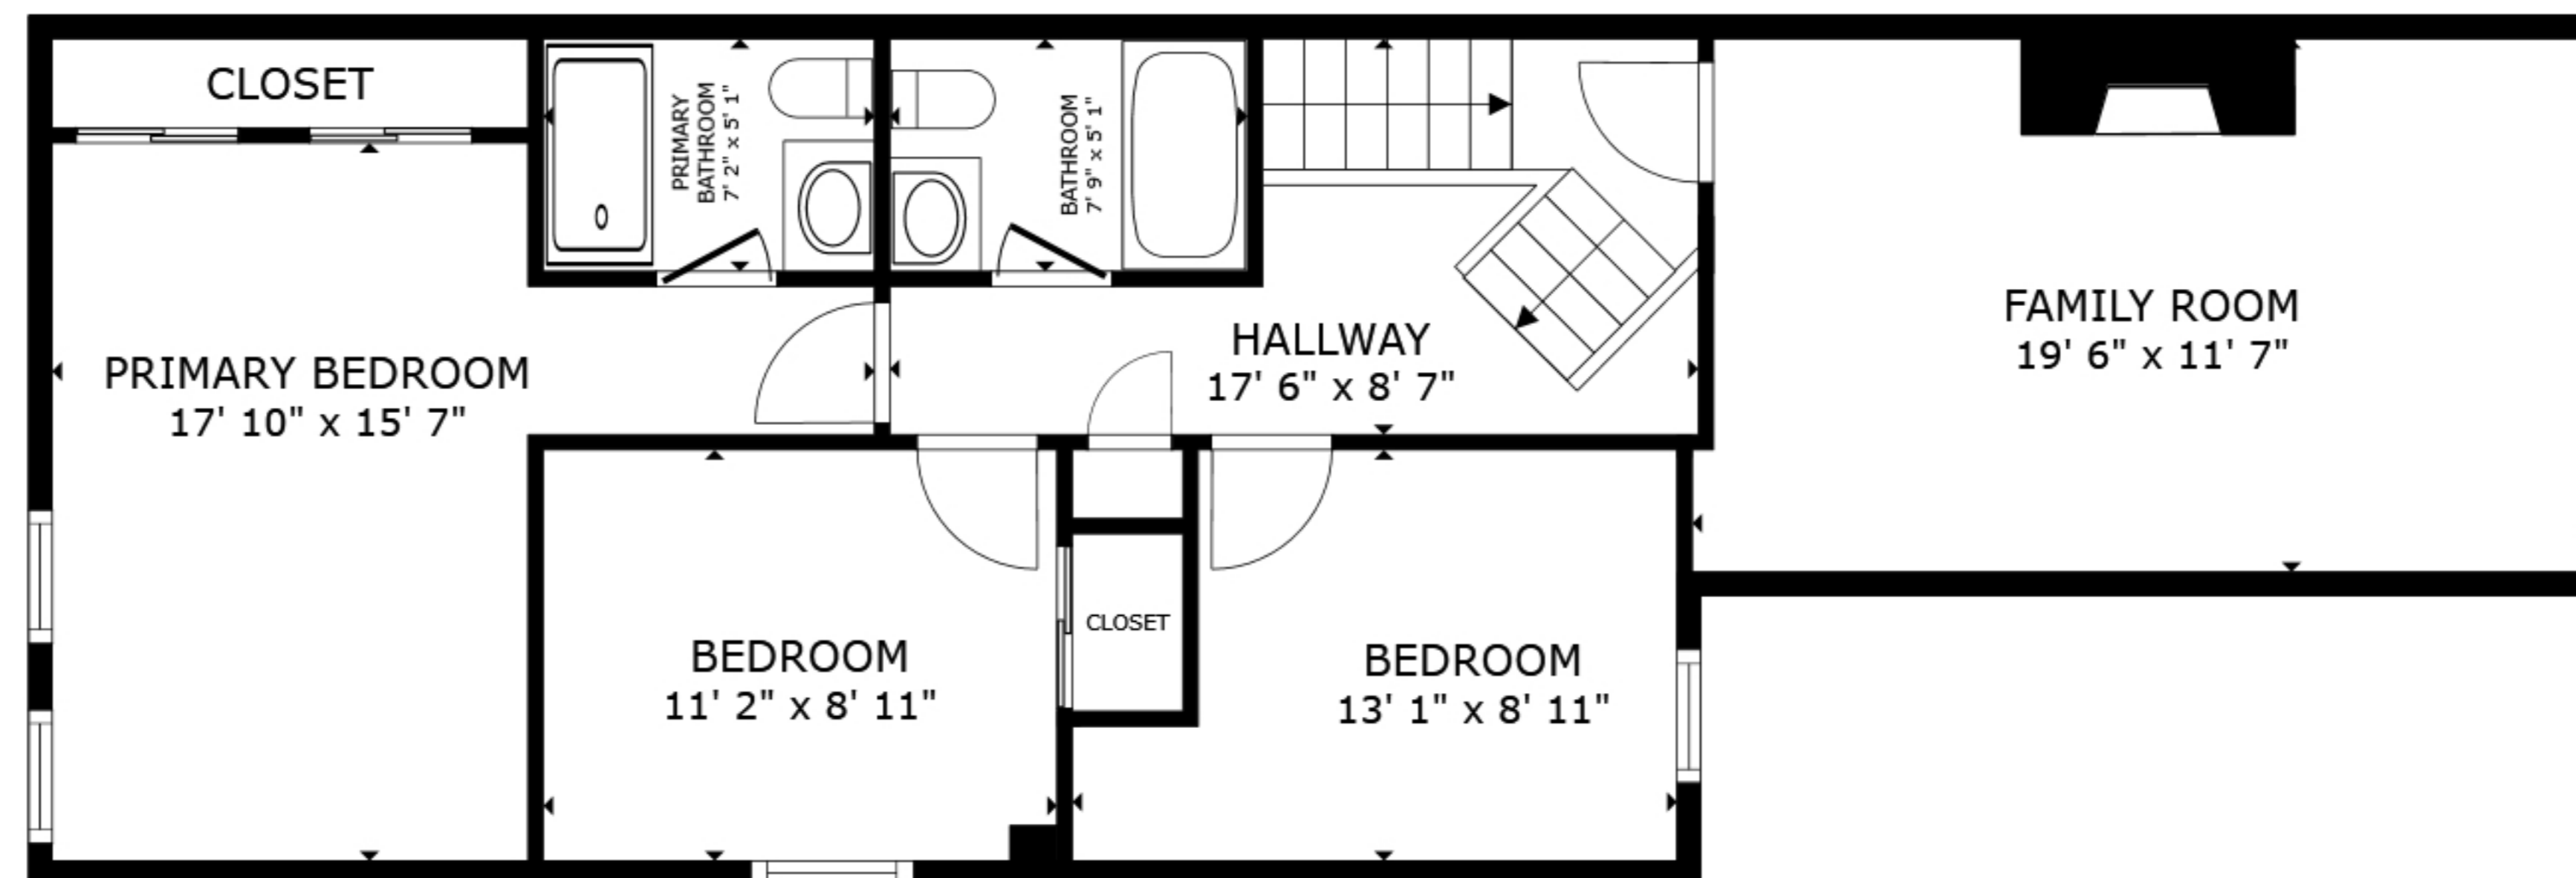 CLOSET
PRIMARY
BATHROOM
7' 2" x 5' 1"
BATHROOM
7' 9" x 5' 1"
HALLWAY
17' 6" x 8' 7"
FAMILY ROOM
19' 6" x 11' 7"
PRIMARY BEDROOM
17' 10" x 15' 7"
BEDROOM
11' 2" x 8' 11"
CLOSET
BEDROOM
13' 1" x 8' 11"